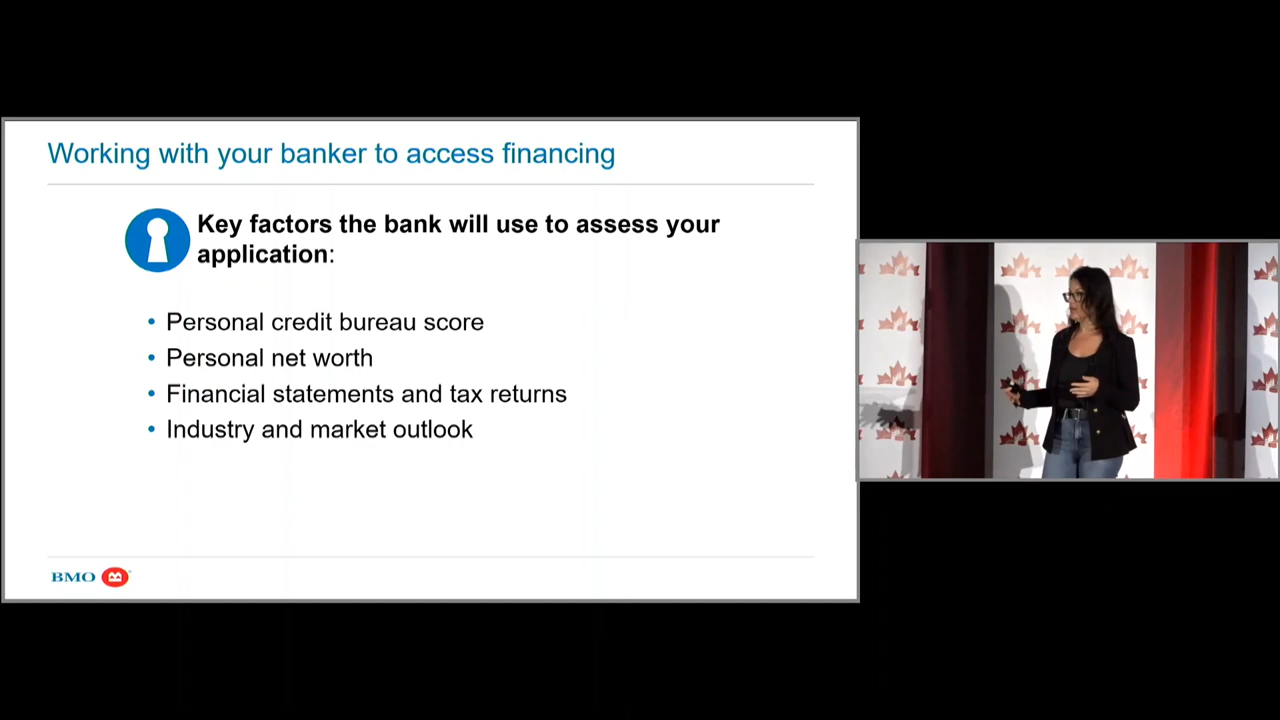 Working with your banker to access financing
Key factors the bank will use to assess your
application:
• Personal credit bureau score
• Personal net worth
• Financial statements and tax returns
• Industry and market outlook
BMO